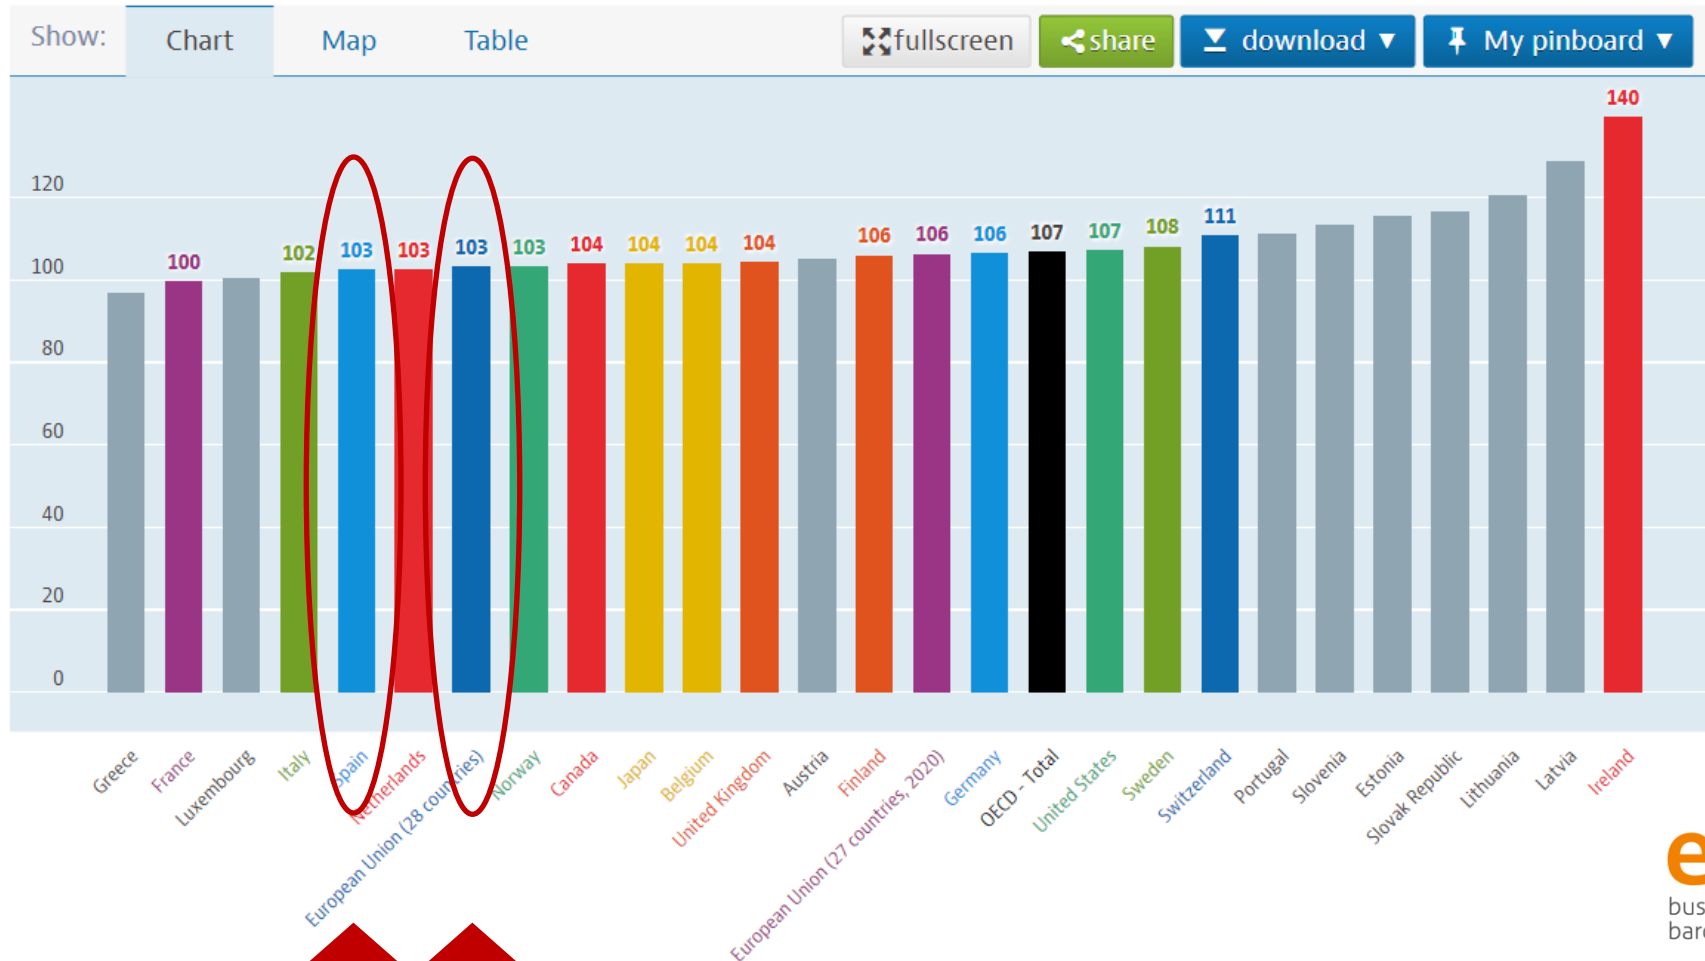 Show: Chart Map Table fullscreen share download ▼ My pinboard ▼
140
120
111
108
107 107
106 106 106
104 104 104 104
103 103 103 103
102
100
100
80
60
40
20
0
Greece
France
Luxembourg
Italy
Spain
Netherlands
European Union (28 countries)
Norway
Canada
Japan
Belgium
United Kingdom
Austria
Finland
European Union (27 countries, 2020)
Germany
OECD - Total
United States
Sweden
Switzerland
Portugal
Slovenia
Estonia
Slovak Republic
Lithuania
Latvia
Ireland
e
bus
bar